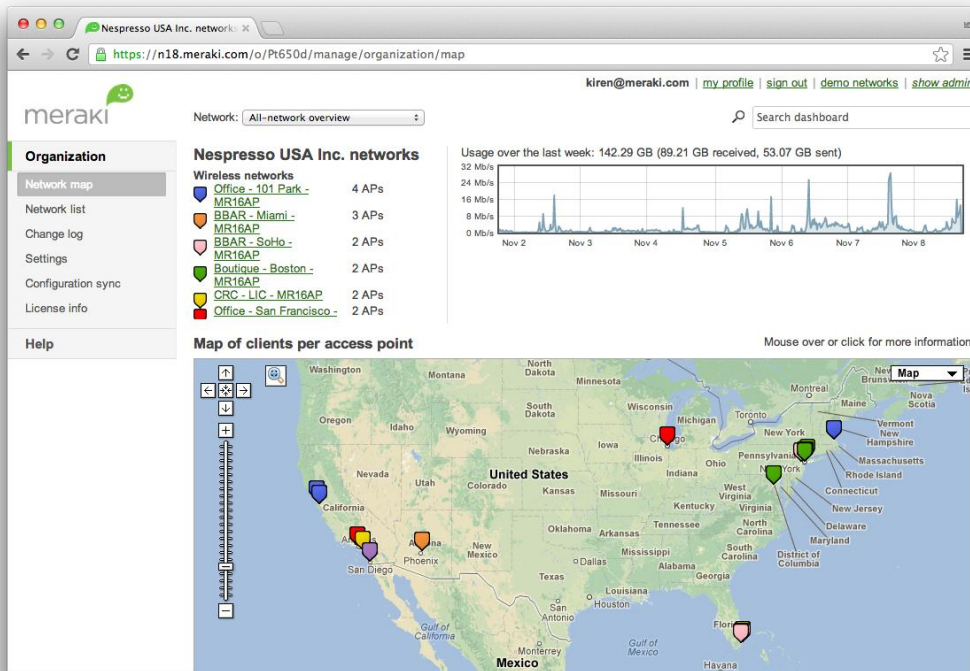 Nespresso USA Inc. network
https://n18.meraki.com/o/Pt650d/manage/organization/map
kiren@meraki.com | my profile | sign out | demo networks | show admin
meraki
Network: All-network overview
Search dashboard
Organization
Network map
Network list
Change log
Settings
Configuration sync
License info
Help
Nespresso USA Inc. networks
Wireless networks
Office - 101 Park -
MR16AP
4 APs
BBAR - Miami -
MR16AP
3 APs
BBAR - SoHo -
MR16AP
2 APs
Boutique - Boston -
MR16AP
2 APs
CRC - LIC - MR16AP
2 APs
Office - San Francisco -
2 APs
Usage over the last week: 142.29 GB (89.21 GB received, 53.07 GB sent)
32 Mb/s
24 Mb/s
16 Mb/s
8 Mb/s
0 Mb/s
Nov 2
Nov 3
Nov 4
Nov 5
Nov 6
Nov 7
Nov 8
Map of clients per access point
Mouse over or click for more information
Map
Washington
Montana
North
Dakota
Minnesota
Montreal
Maine
Nova
Scotia
Oregon
Idaho
Wyoming
South
Dakota
Wisconsin
Michigan
Toronto
New York
Vermont
New
Hampshire
Massachusetts
Rhode Island
Connecticut
New Jersey
Delaware
Maryland
District of
Columbia
Nebraska
Iowa
Illinois
Indiana
Ohio
Pennsylvania
Nevada
Utah
Colorado
United States
Kansas
Missouri
West
Virginia
Kentucky
Virginia
California
Oklahoma
Arkansas
Tennessee
North
Carolina
Phoenix
New
Mexico
Mississippi
South
Carolina
San Diego
Dallas
Alabama
Georgia
Texas
Louisiana
San
Antonio
Houston
Gulf of
California
Monterrey
Gulf of
Mexico
Mexico
Havana